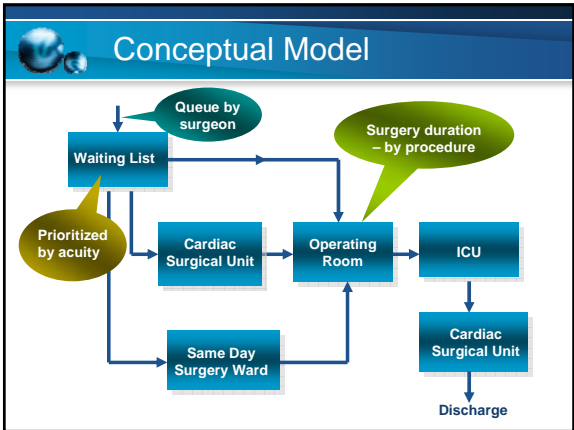 Conceptual Model
Queue by
surgeon
Waiting List
Surgery duration
– by procedure
Prioritized
by acuity
Cardiac
Surgical Unit
Operating
Room
ICU
Same Day
Surgery Ward
Cardiac
Surgical Unit
Discharge